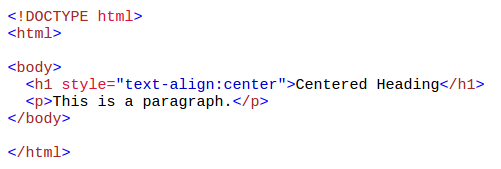 <!DOCTYPE html>
<html>

<body>
  <h1 style="text-align:center">Centered Heading</h1>
  <p>This is a paragraph.</p>
</body>

</html>